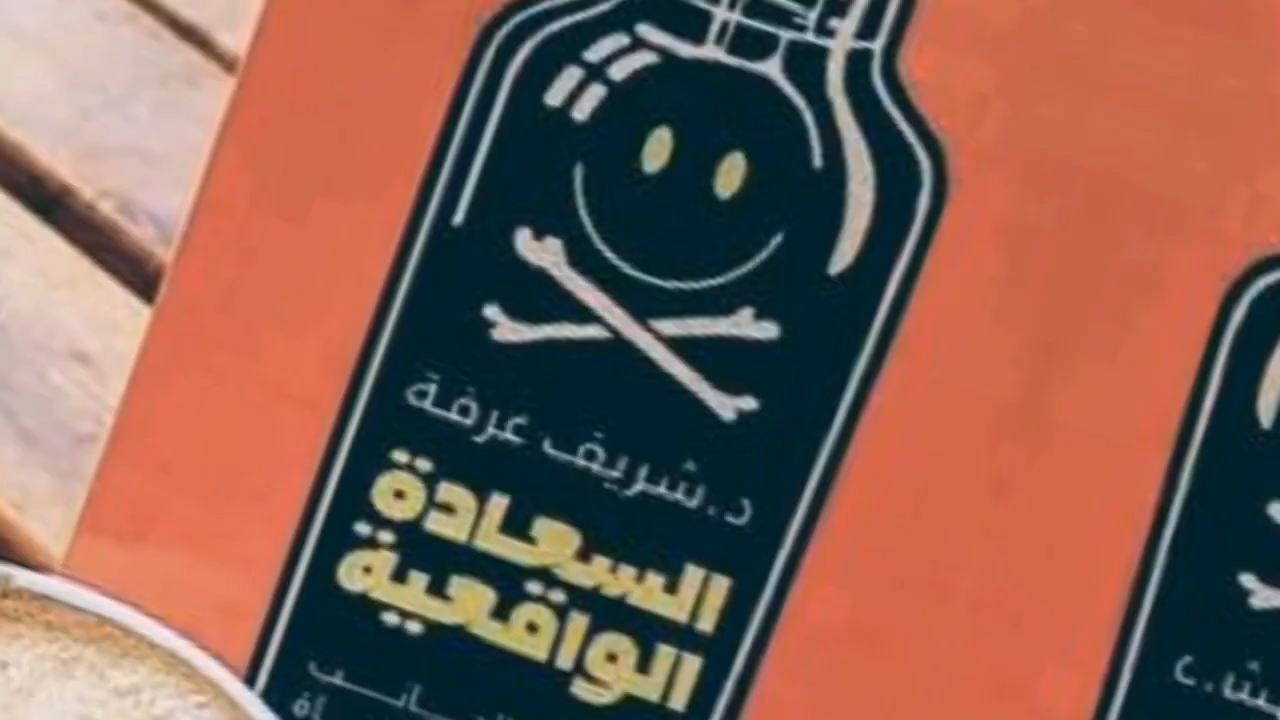 د. شريف عرفة
السعادة
الواقعية